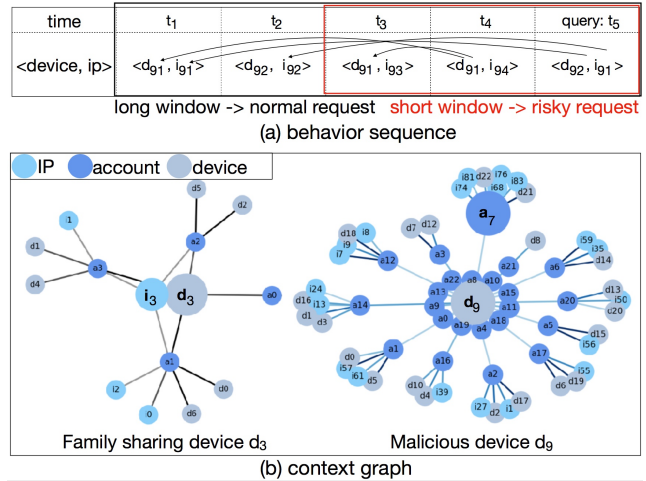 time t1 t2 t3 t4 query: t5
<device, ip> <d91, i91> <d92, i92> <d91, i93> <d91, i94> <d92, i91>
long window -> normal request short window -> risky request
(a) behavior sequence
IP account device
d5
d2
i1
d1
a3
a2
d4
i3 d3
a0
a1
i2
d0
i0
d6
i81 d22 i76
i74 i68 i83
d21
a7
d18 i8
i9
i7
a12
d7 d12
a3
d8
a21
i59
i35
d14
a6
a22 a8 a10
a13 a15
a9 d9 a11
a0 a18
a19 a4
i24
d16 i13
d1 d3
a14
d13
i50
d20
a20
d0
i57
i61 d5
a1
a5
d15
i56
d10
d4 i39
a16
a2
i27 d2 i1 d17
a17
i55
d6 d19
Family sharing device d3 Malicious device d9
(b) context graph